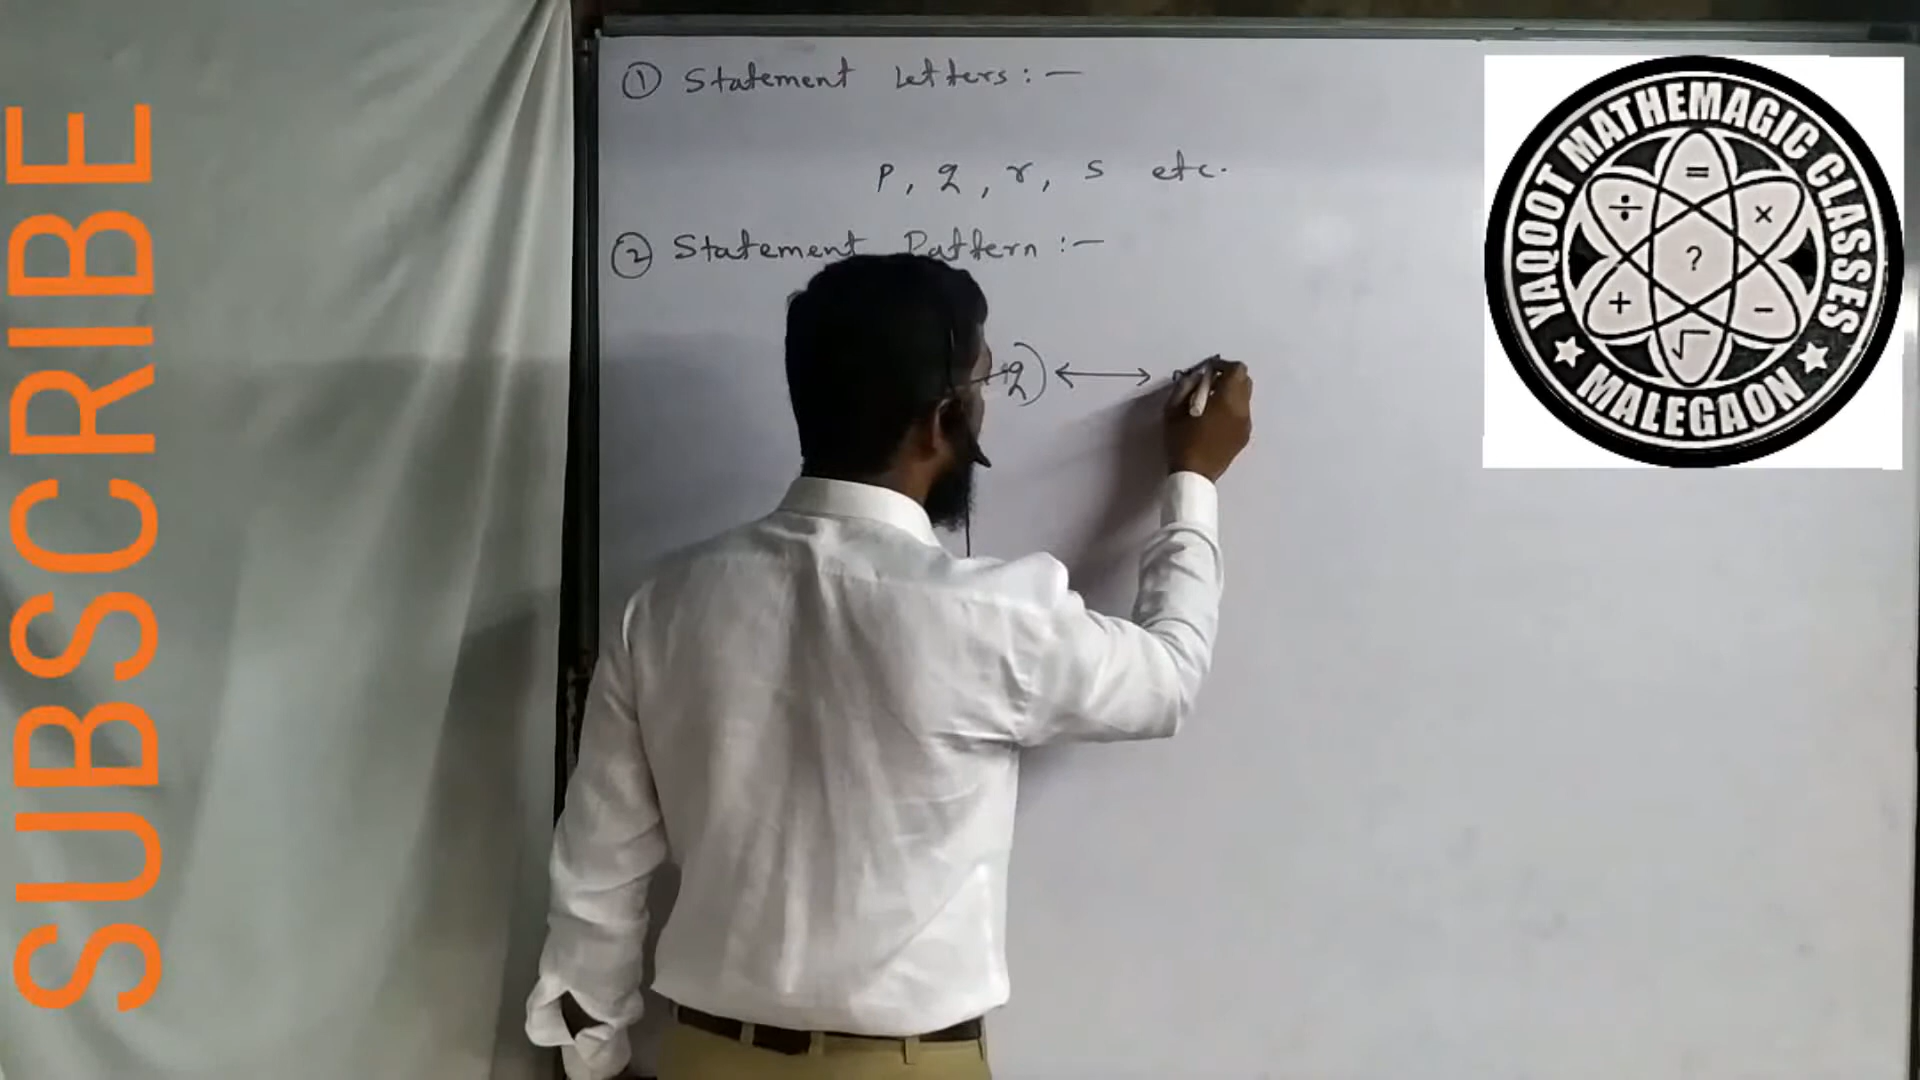 SUBSCRIBE
① Statement Letters :—
p, q, r, s etc.
② Statement Pattern :—
q) ⟷
YAQOOT MATHEMAGIC CLASSES
= ÷ × ? + − √
★ MALEGAON ★